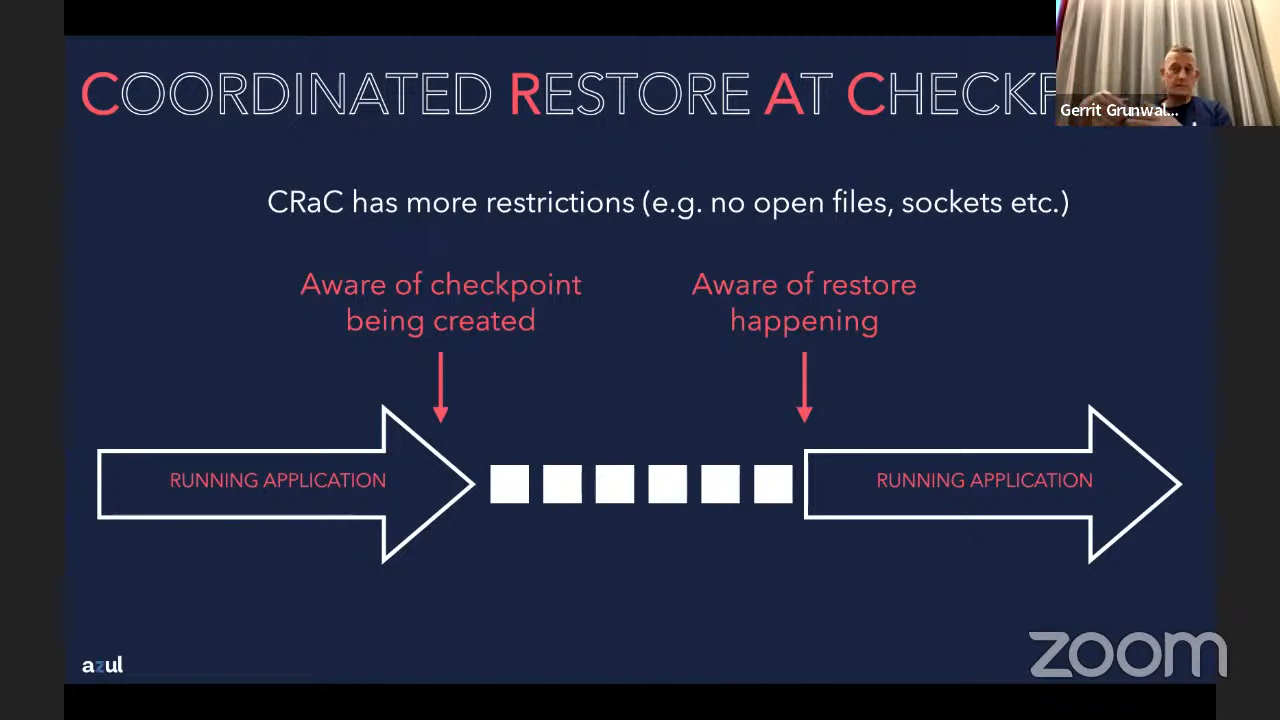 COORDINATED RESTORE AT CHECKP
Gerrit Grunwal...
CRaC has more restrictions (e.g. no open files, sockets etc.)
Aware of checkpoint
being created
Aware of restore
happening
RUNNING APPLICATION
RUNNING APPLICATION
azul
zoom